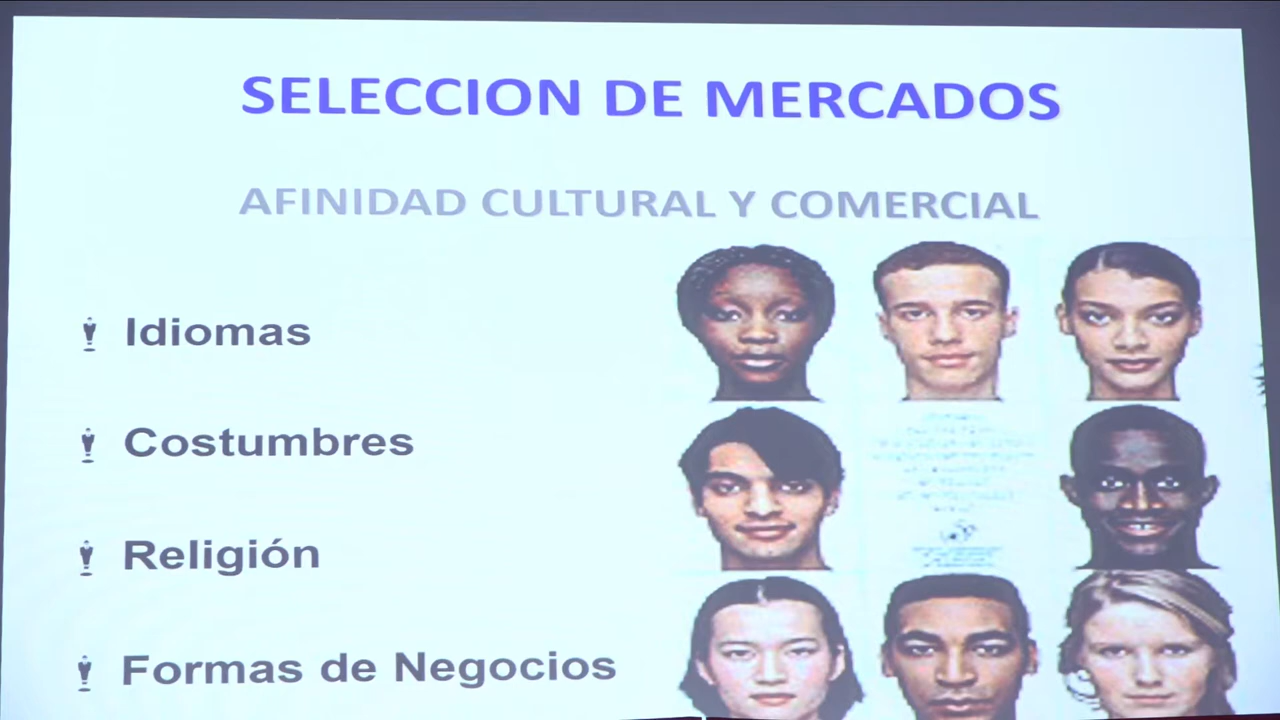 SELECCION DE MERCADOS
AFINIDAD CULTURAL Y COMERCIAL
Idiomas
Costumbres
Religión
Formas de Negocios